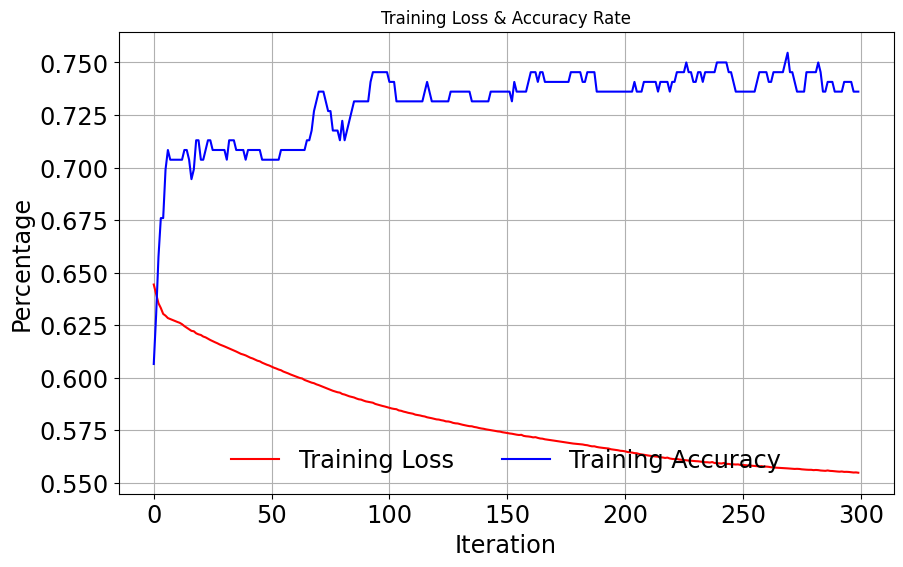 Training Loss & Accuracy Rate
0.750
0.725
0.700
0.675
0.650
0.625
0.600
0.575
0.550
Percentage
Training Loss
Training Accuracy
0 50 100 150 200 250 300
Iteration